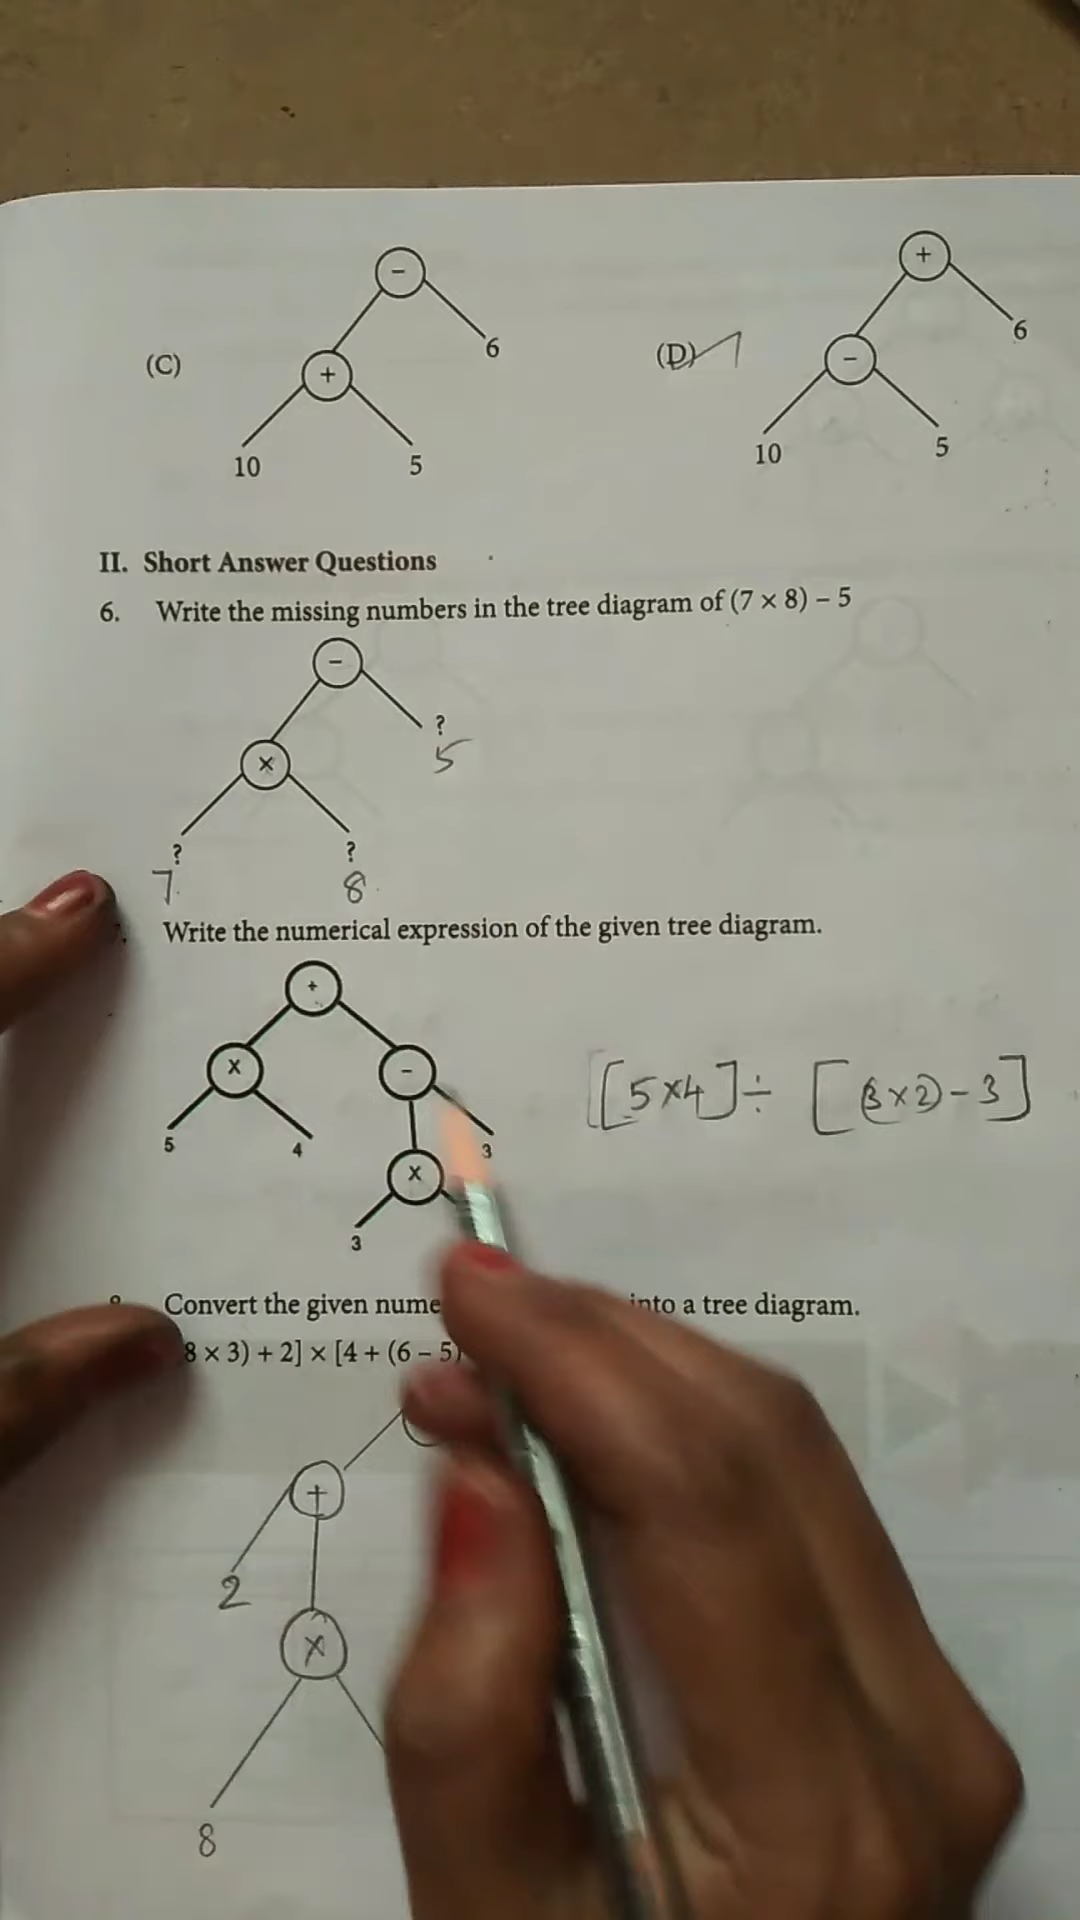 −
+
6
10
5
(C)
+
−
6
10
5
(D)
II. Short Answer Questions
6. Write the missing numbers in the tree diagram of (7 × 8) − 5
−
?
5
×
?
?
7
8
Write the numerical expression of the given tree diagram.
x
−
5
4
3
x
3
[5×4] ÷ [(3×2)−3]
Convert the given nume into a tree diagram.
8 × 3) + 2] × [4 + (6 − 5)
+
2
×
8